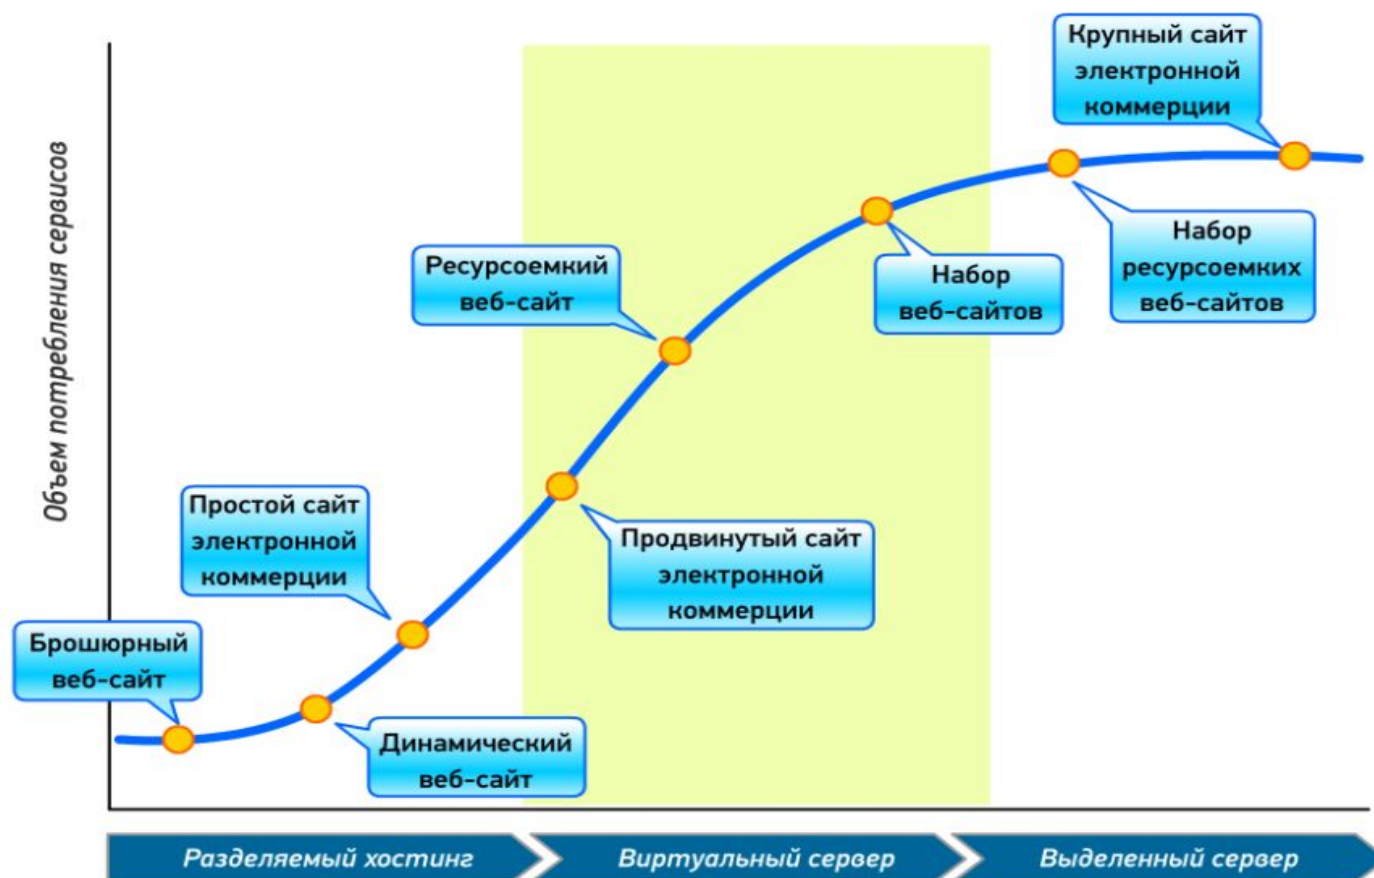 Крупный сайт
электронной
коммерции
Объем потребления сервисов
Набор
ресурсоемких
веб-сайтов
Ресурсоемкий
веб-сайт
Набор
веб-сайтов
Простой сайт
электронной
коммерции
Продвинутый сайт
электронной
коммерции
Брошюрный
веб-сайт
Динамический
веб-сайт
Разделяемый хостинг
Виртуальный сервер
Выделенный сервер